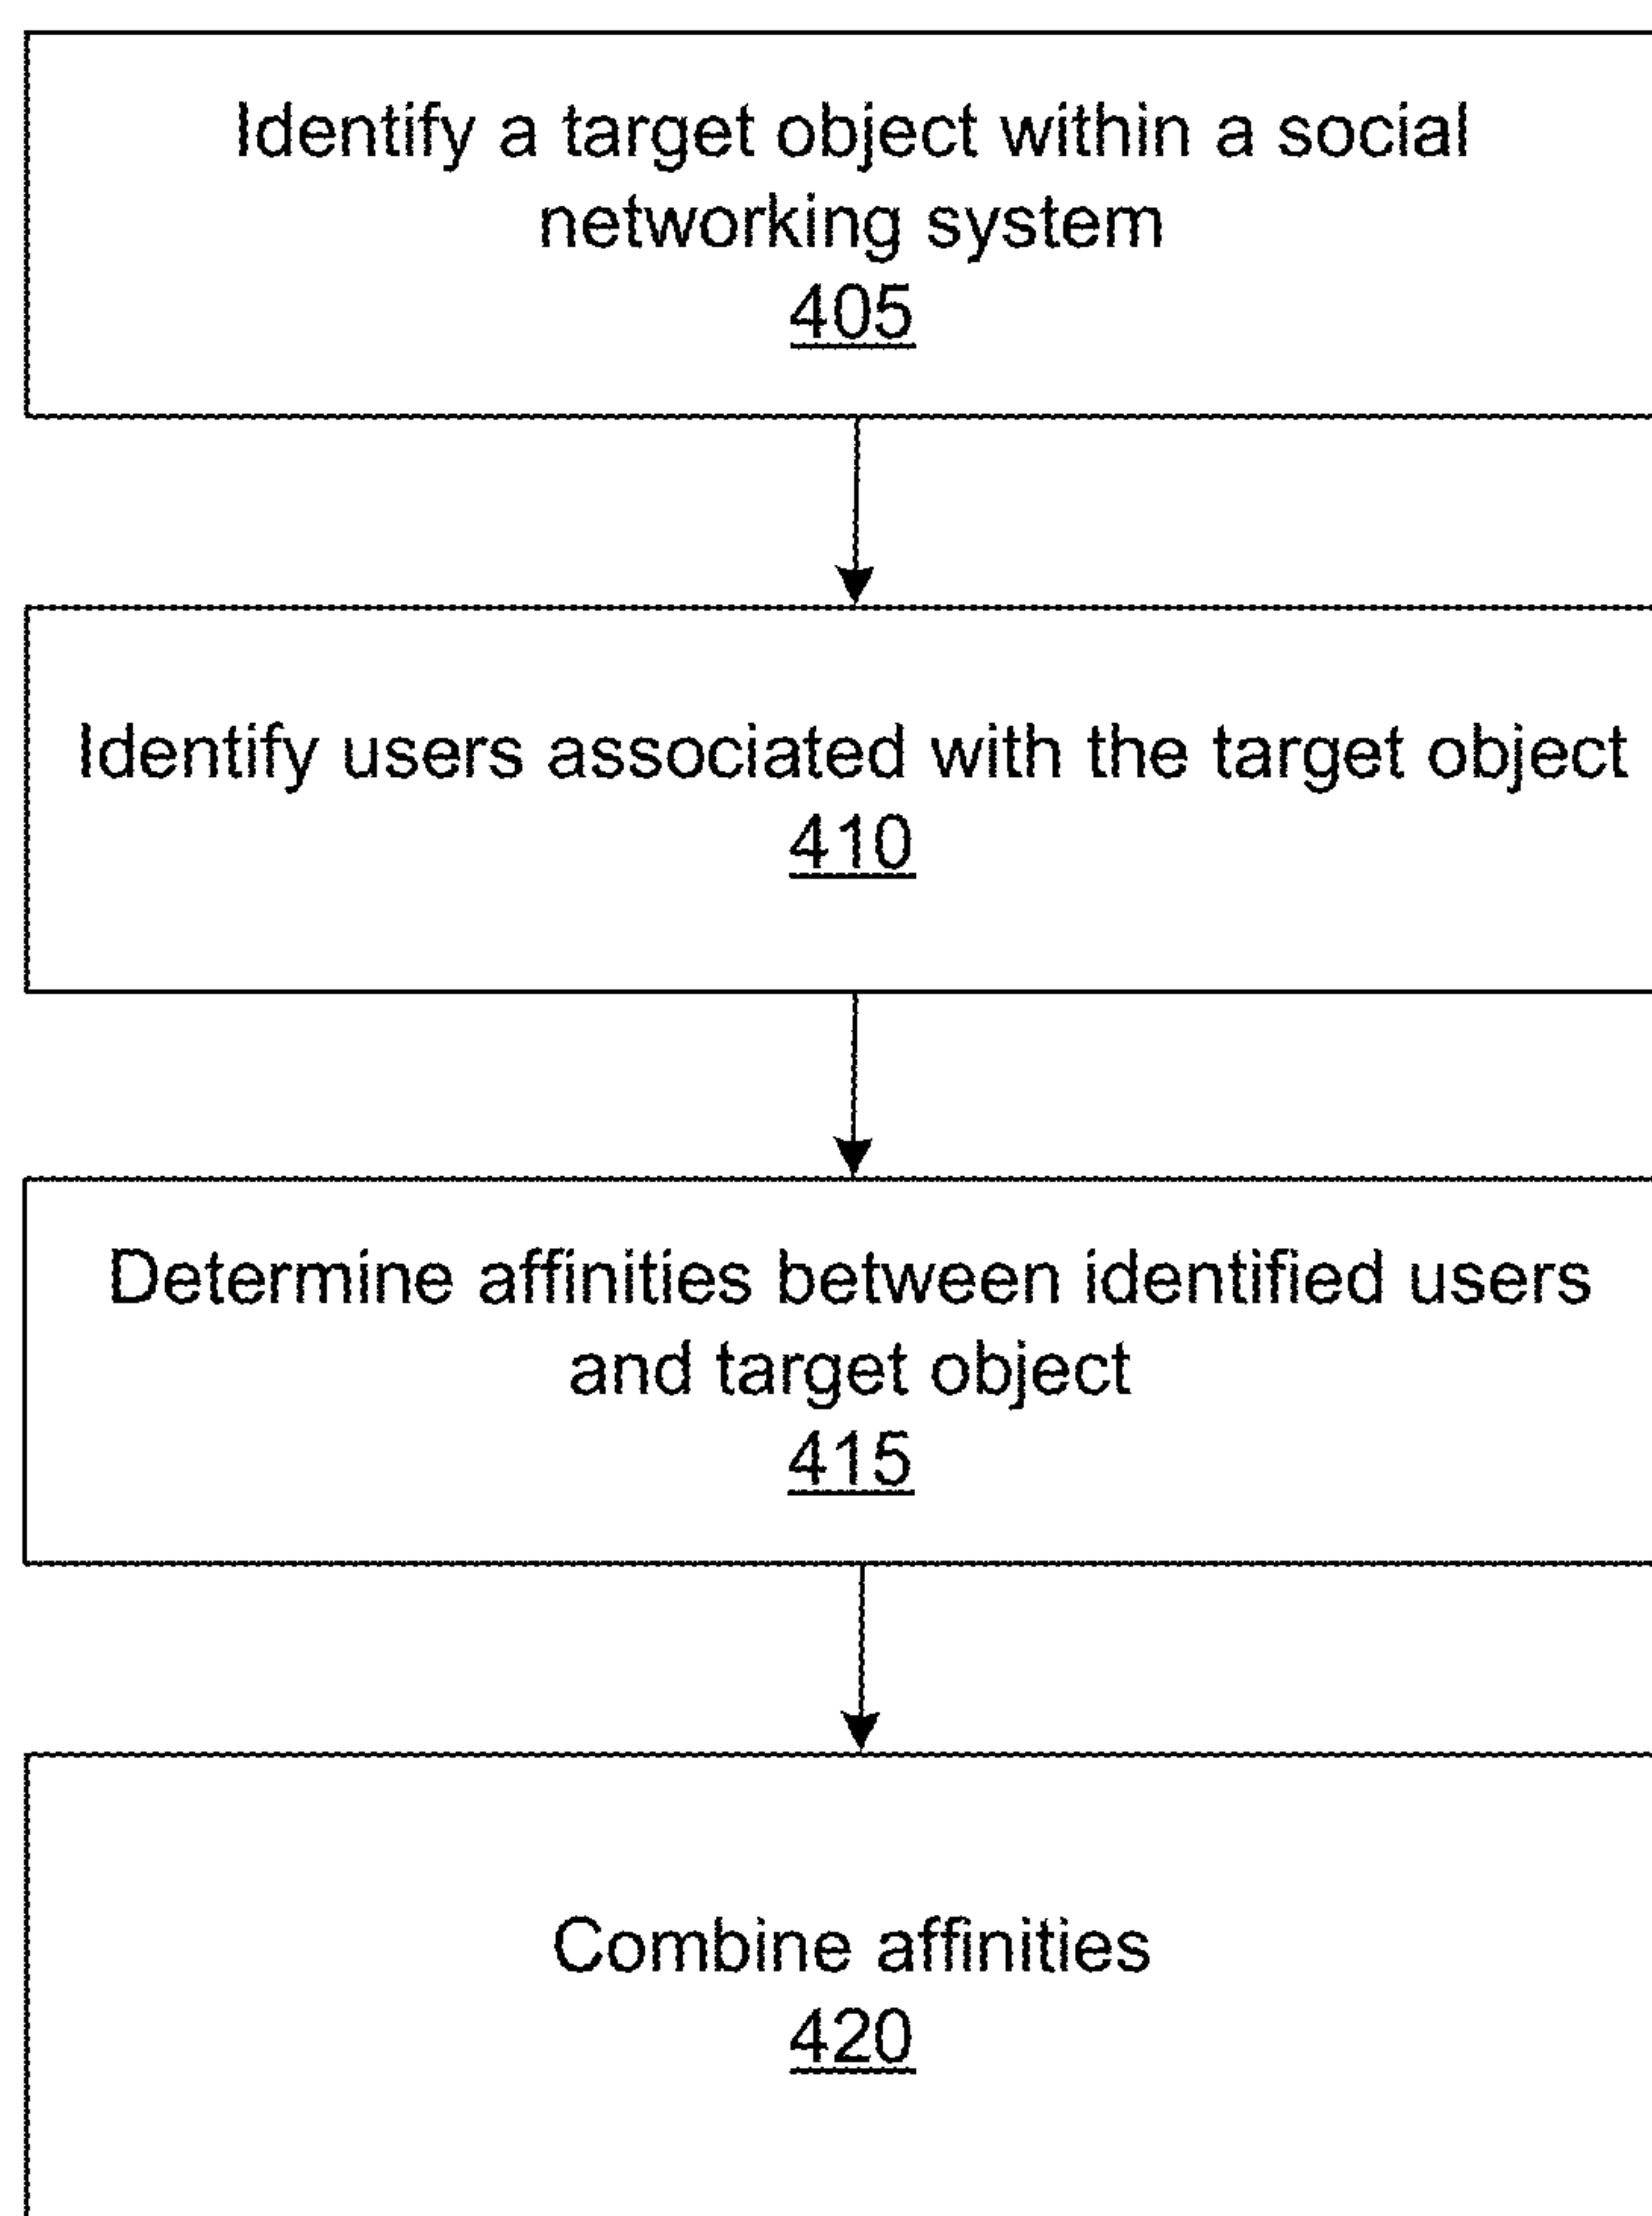 Identify a target object within a social
networking system
405
Identify users associated with the target object
410
Determine affinities between identified users
and target object
415
Combine affinities
420